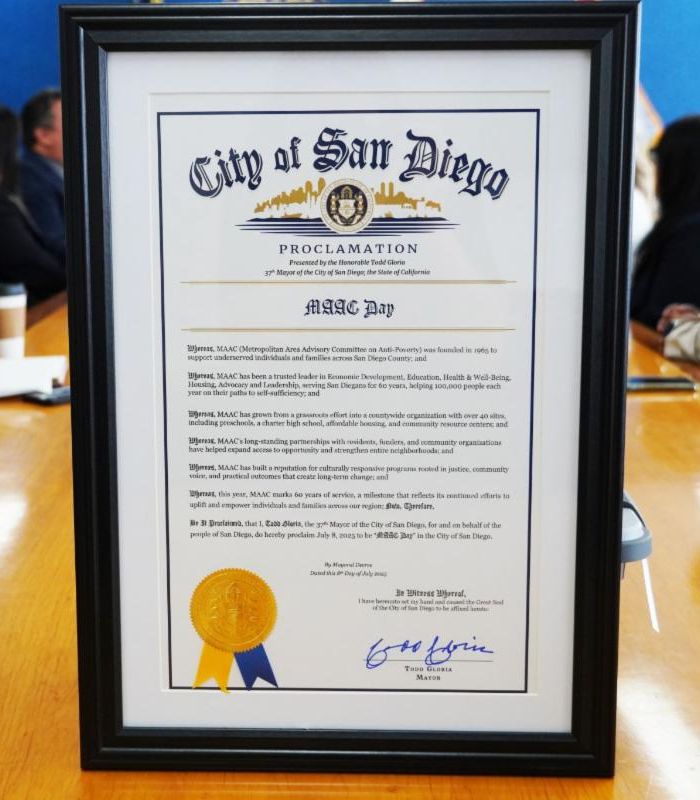 City of San Diego
PROCLAMATION
Presented by the Honorable Todd Gloria
37th Mayor of the City of San Diego, the State of California
MAAC Day
Whereas, MAAC (Metropolitan Area Advisory Committee on Anti-Poverty) was founded in 1965 to
support underserved individuals and families across San Diego County; and
Whereas, MAAC has been a trusted leader in Economic Development, Education, Health & Well-Being,
Housing, Advocacy and Leadership, serving San Diegans for 60 years, helping 100,000 people each
year on their paths to self-sufficiency; and
Whereas, MAAC has grown from a grassroots effort into a countywide organization with over 40 sites,
including preschools, a charter high school, affordable housing, and community resource centers; and
Whereas, MAAC's long-standing partnerships with residents, funders, and community organizations
have helped expand access to opportunity and strengthen entire neighborhoods; and
Whereas, MAAC has built a reputation for culturally responsive programs rooted in justice, community
voice, and practical outcomes that create long-term change; and
Whereas, this year, MAAC marks 60 years of service, a milestone that reflects its continued efforts to
uplift and empower individuals and families across our region; Now, Therefore,
Be It Proclaimed, that I, Todd Gloria, the 37th Mayor of the City of San Diego, for and on behalf of the
people of San Diego, do hereby proclaim July 8, 2025 to be "MAAC Day" in the City of San Diego.
By Mayoral Decree
Dated this 8th Day of July 2025
In Witness Whereof,
I have hereunto set my hand and caused the Great Seal
of the City of San Diego to be affixed hereto:
Todd Gloria
Mayor